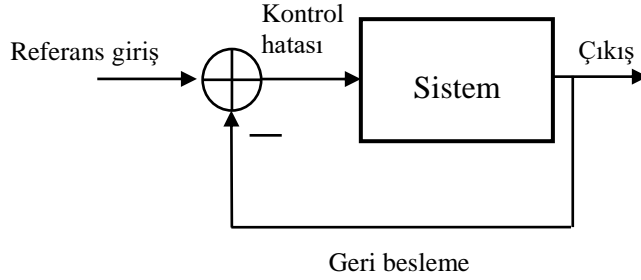 Kontrol
hatası
Referans giriş
Çıkış
Sistem
Geri besleme